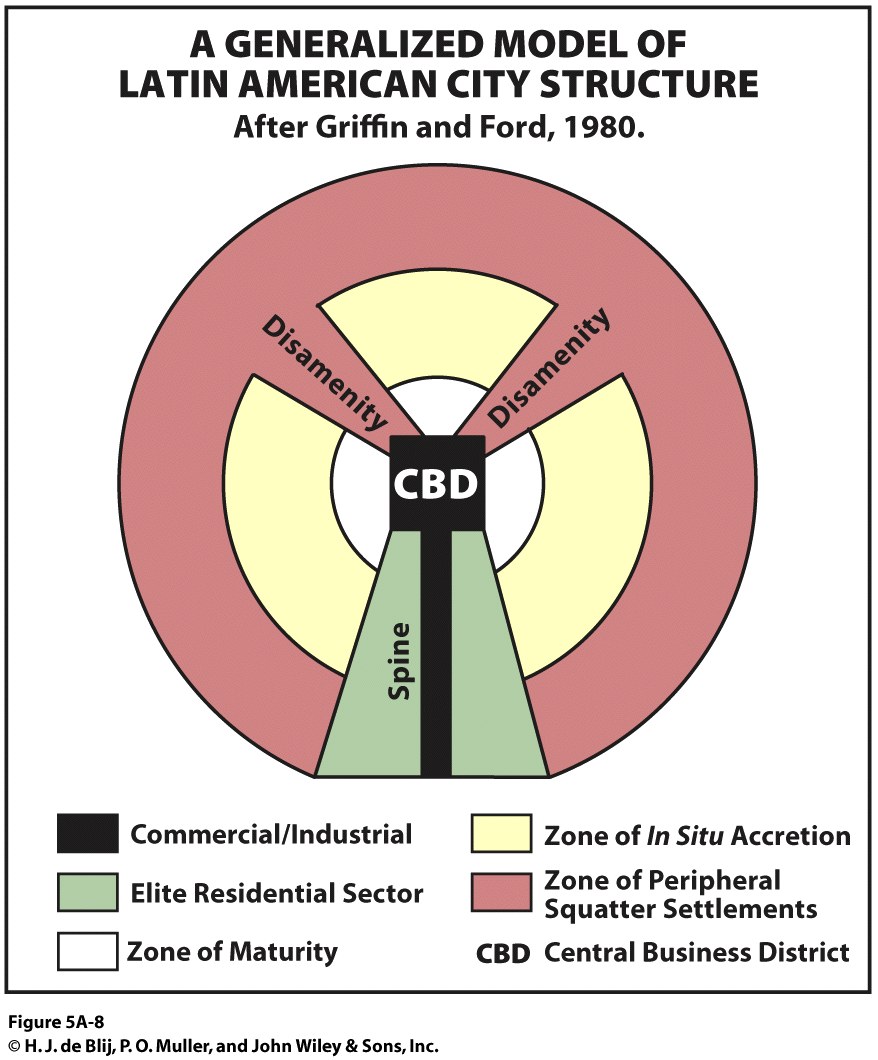 A GENERALIZED MODEL OF
LATIN AMERICAN CITY STRUCTURE
After Griffin and Ford, 1980.
Disamenity
Disamenity
CBD
Spine
Commercial/Industrial
Elite Residential Sector
Zone of Maturity
Zone of In Situ Accretion
Zone of Peripheral
Squatter Settlements
CBD Central Business District
Figure 5A-8
© H. J. de Blij, P. O. Muller, and John Wiley & Sons, Inc.